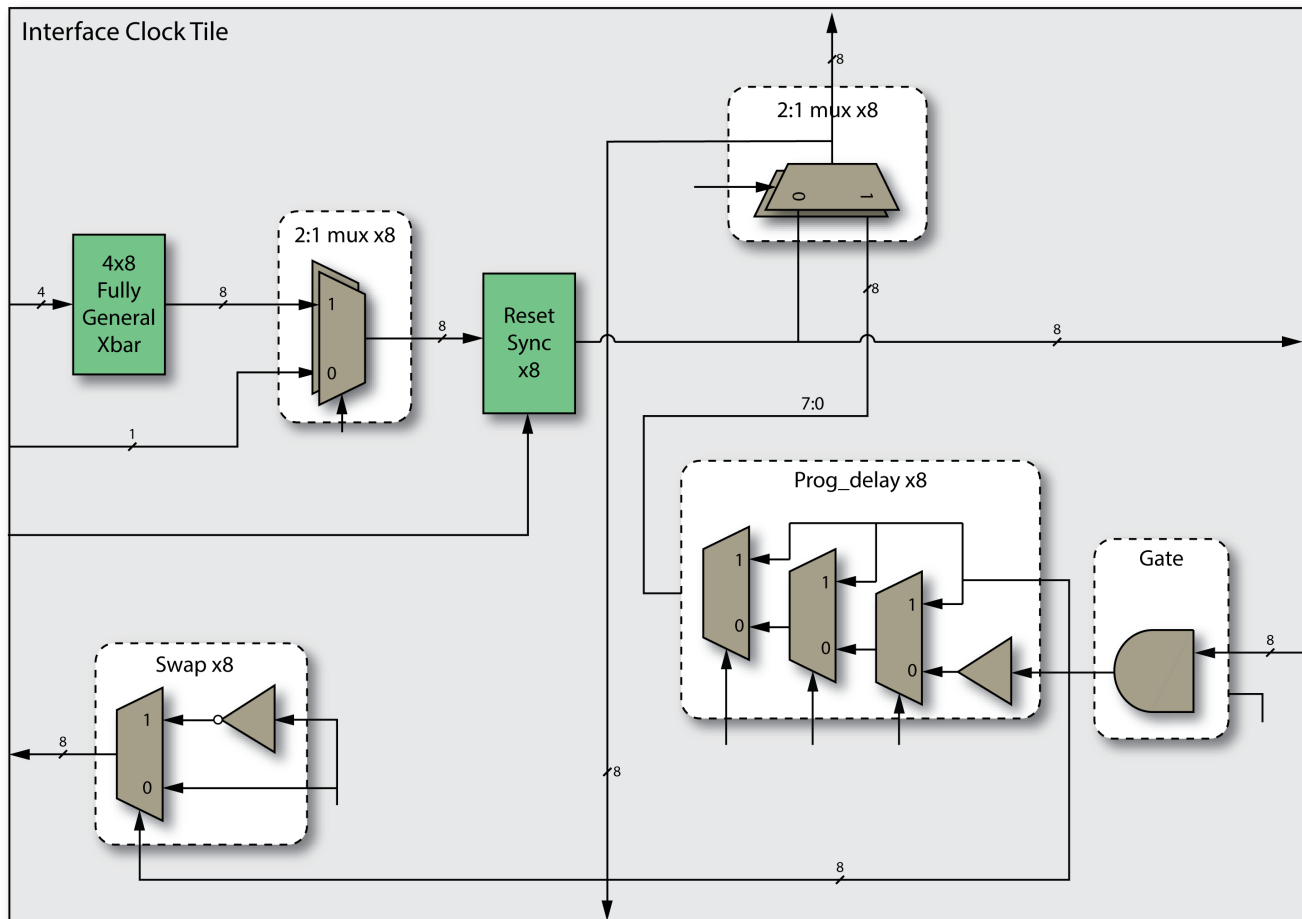 Interface Clock Tile
8
2:1 mux x8
0
1
8
4x8
Fully
General
Xbar
4
8
2:1 mux x8
1
0
8
Reset
Sync
x8
8
1
7:0
Prog_delay x8
1
0
1
0
1
0
Gate
8
Swap x8
1
0
8
8
8